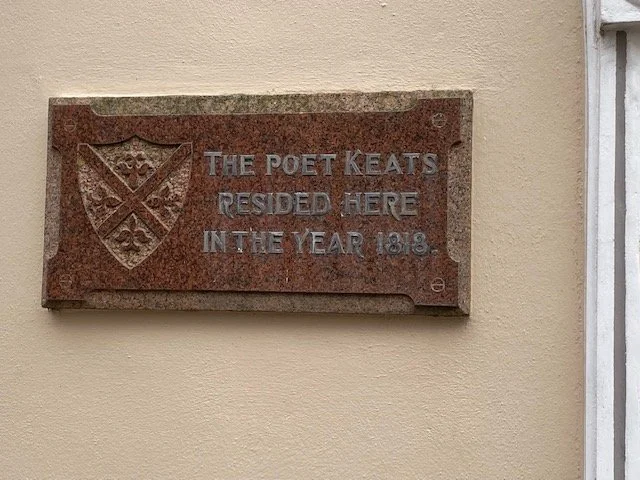 THE POET KEATS
RESIDED HERE
IN THE YEAR 1818.